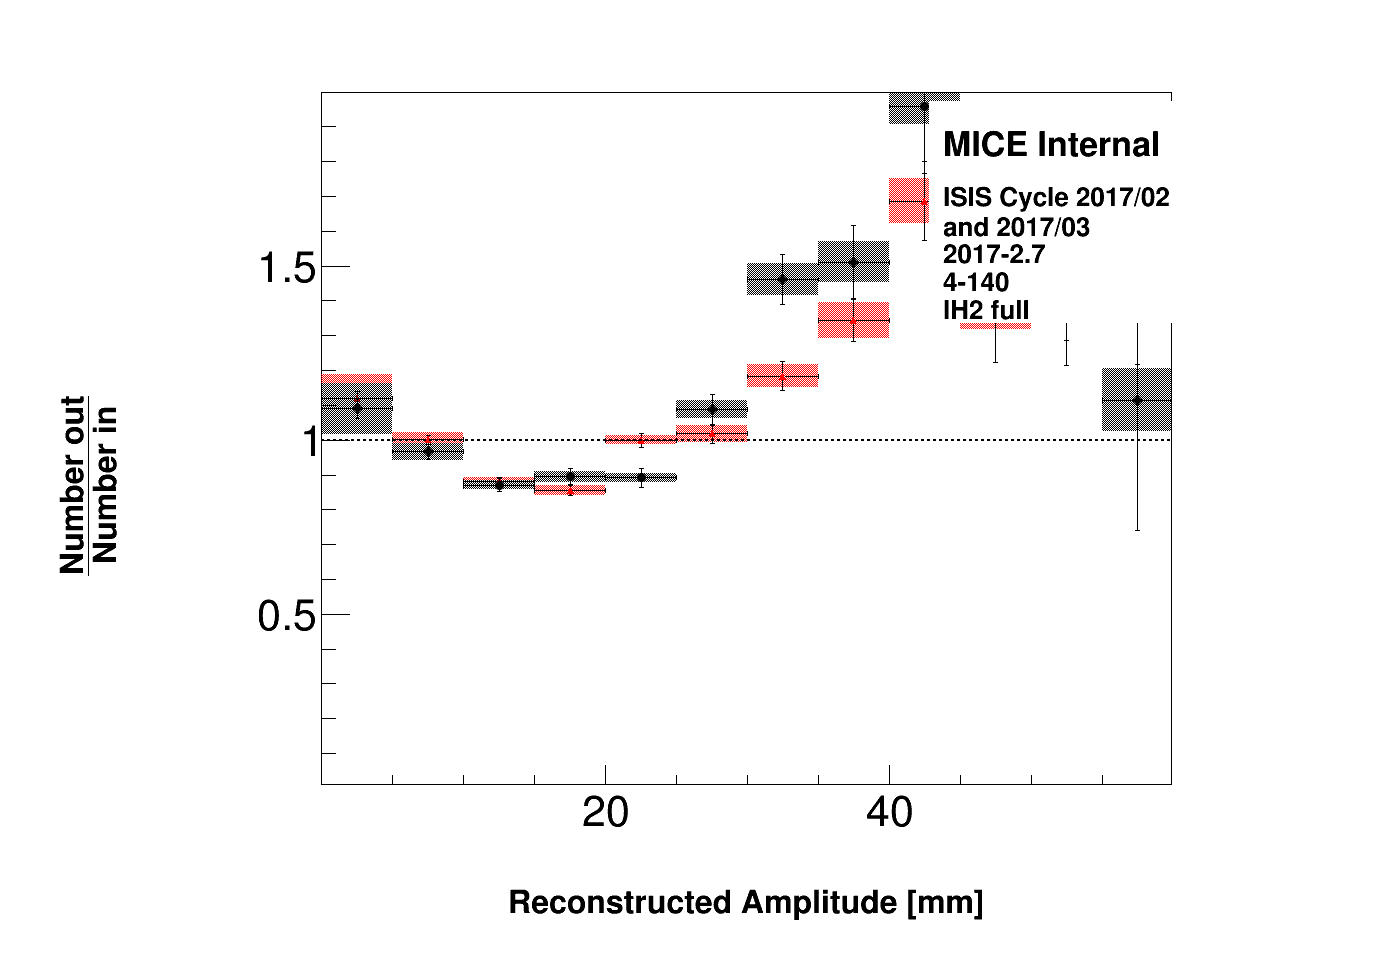 MICE Internal
ISIS Cycle 2017/02
and 2017/03
2017-2.7
4-140
IH2 full
1.5
1
0.5
Number out
Number in
20
40
Reconstructed Amplitude [mm]